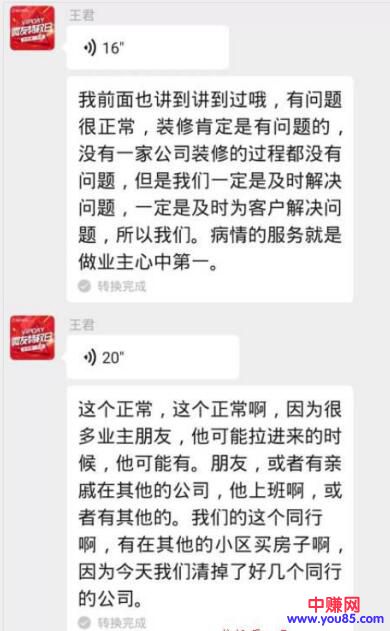 王君
16"
我前面也讲到讲到过哦，有问题
很正常，装修肯定是有问题的，
没有一家公司装修的过程都没有
问题，但是我们一定是及时解决
问题，一定是及时为客户解决问
题，所以我们。病情的服务就是
做业主心中第一。
转换完成
王君
20"
这个正常，这个正常啊，因为很
多业主朋友，他可能拉进来的时
候，他可能有。朋友，或者有亲
戚在其他的公司，他上班啊，或
者有其他的。我们的这个同行
啊，有在其他的小区买房子啊，
因为今天我们清掉了好几个同行
的公司。
转换完成
中赚网
www.you85.com